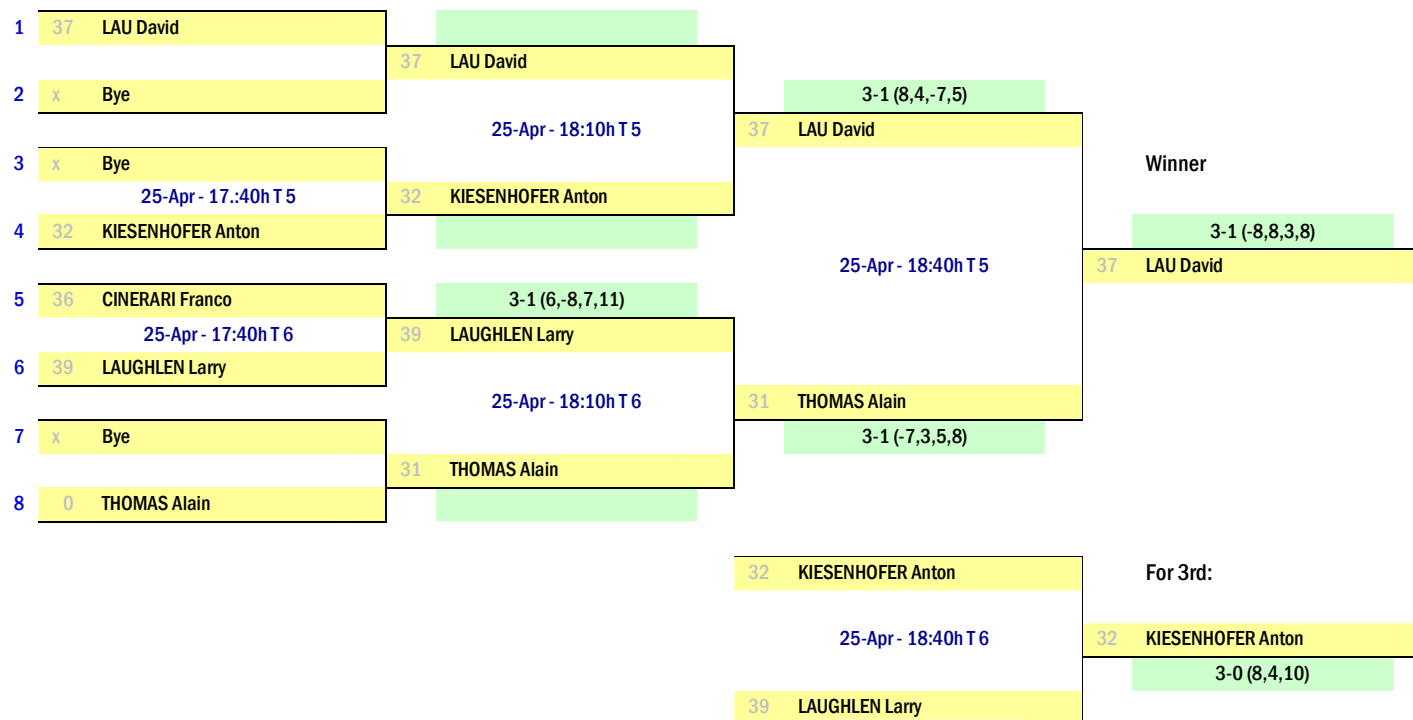 1 37 LAU David
37 LAU David
2 x Bye
3-1 (8,4,-7,5)
25-Apr - 18:10h T 5
37 LAU David
3 x Bye
Winner
25-Apr - 17.:40h T 5
32 KIESENHOFER Anton
4 32 KIESENHOFER Anton
3-1 (-8,8,3,8)
25-Apr - 18:40h T 5
37 LAU David
5 36 CINERARI Franco
3-1 (6,-8,7,11)
25-Apr - 17:40h T 6
39 LAUGHLEN Larry
6 39 LAUGHLEN Larry
25-Apr - 18:10h T 6
31 THOMAS Alain
7 x Bye
3-1 (-7,3,5,8)
31 THOMAS Alain
8 0 THOMAS Alain
32 KIESENHOFER Anton
For 3rd:
25-Apr - 18:40h T 6
32 KIESENHOFER Anton
3-0 (8,4,10)
39 LAUGHLEN Larry